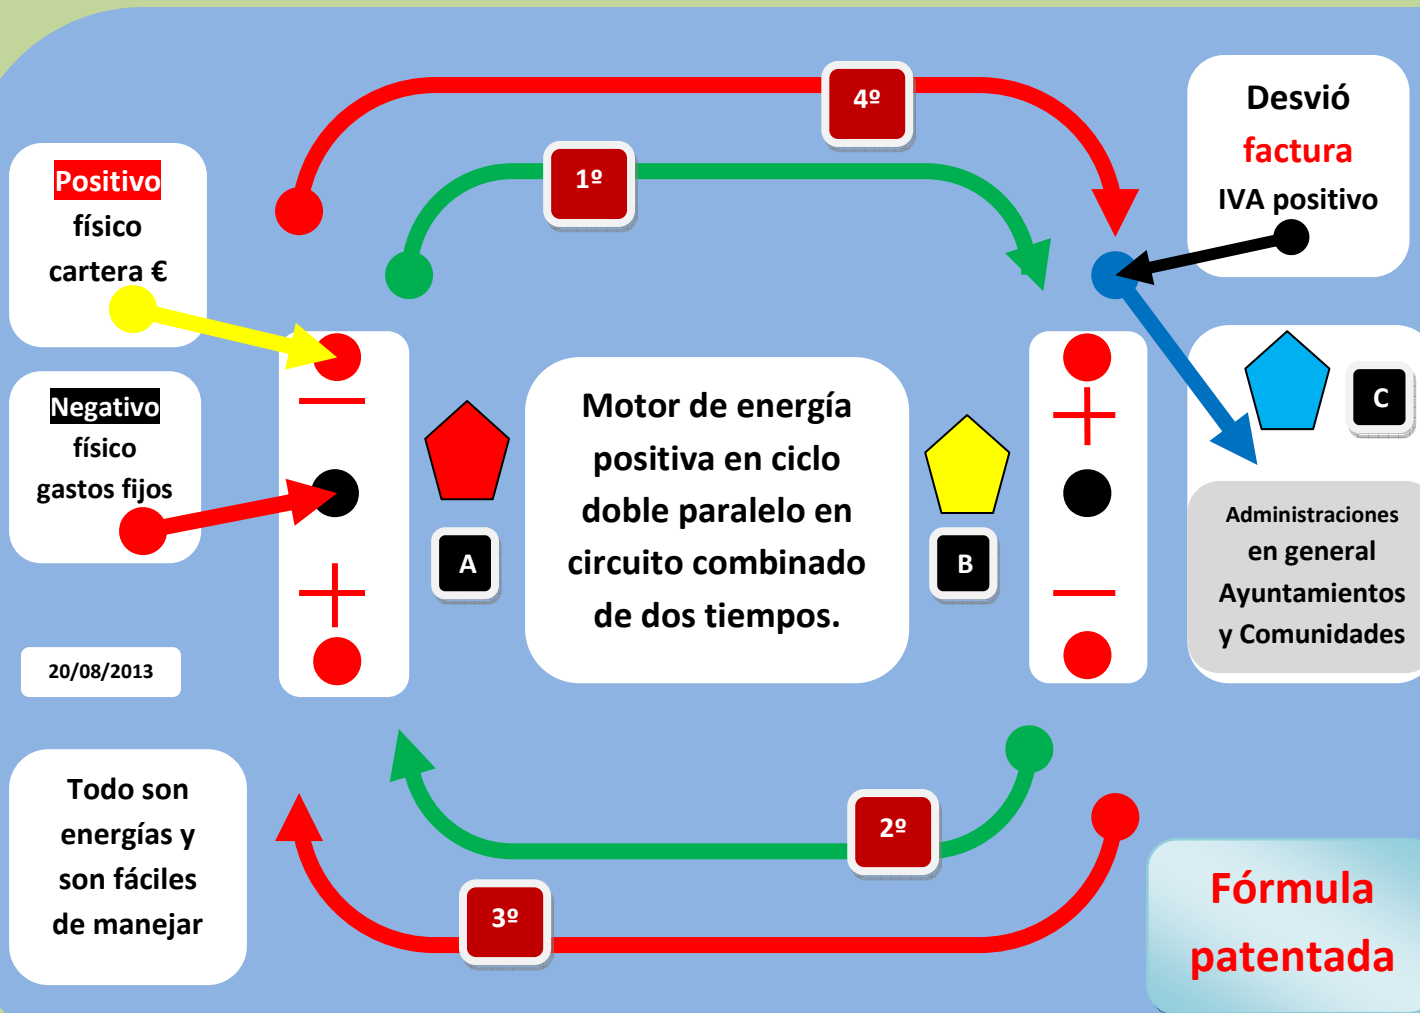 4º
1º
Desvió
factura
IVA positivo
Positivo
físico
cartera €
Negativo
físico
gastos fijos
A
Motor de energía
positiva en ciclo
doble paralelo en
circuito combinado
de dos tiempos.
B
C
Administraciones
en general
Ayuntamientos
y Comunidades
20/08/2013
Todo son
energías y
son fáciles
de manejar
2º
3º
Fórmula
patentada